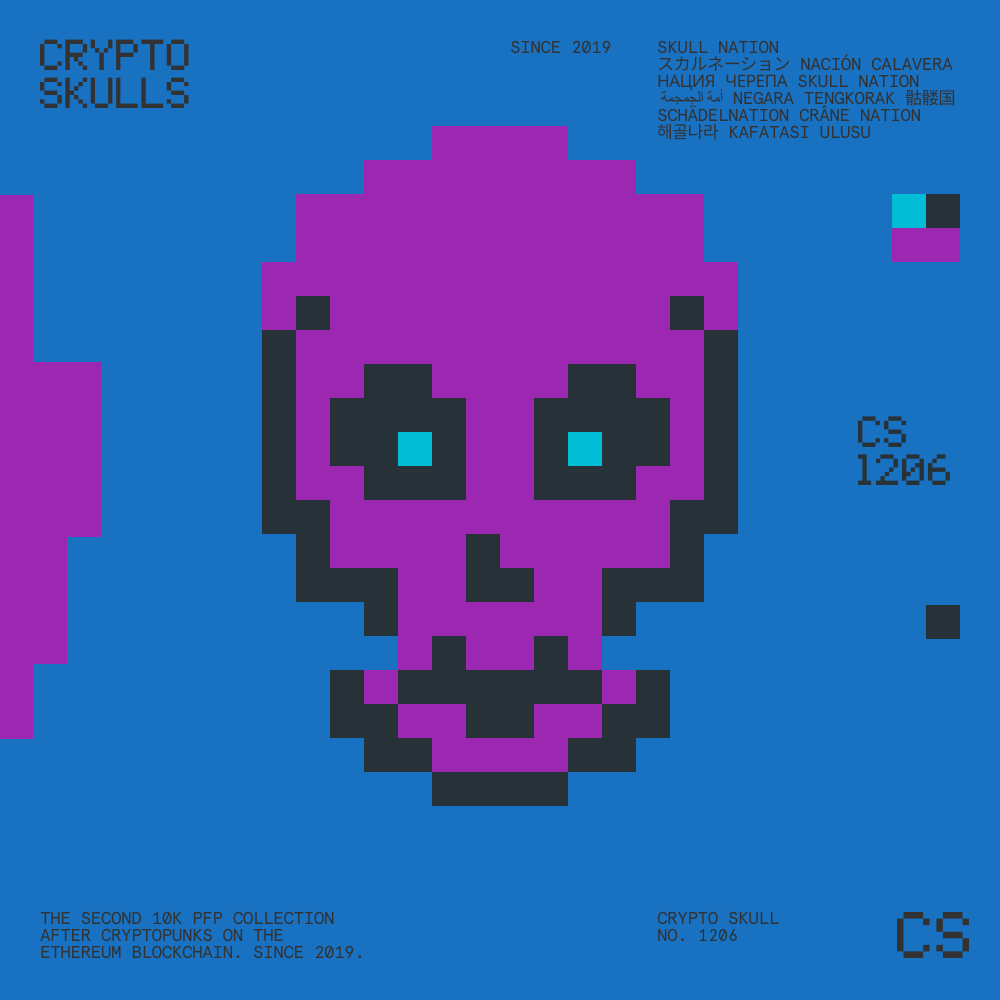 CRYPTO
SKULLS
SINCE 2019
SKULL NATION
スカルネーション NACIÓN CALAVERA
НАЦИЯ ЧЕРЕПА SKULL NATION
أمة الجمجمة NEGARA TENGKORAK 骷髅国
SCHÄDELNATION CRÂNE NATION
해골나라 KAFATASI ULUSU
CS
1206
THE SECOND 10K PFP COLLECTION
AFTER CRYPTOPUNKS ON THE
ETHEREUM BLOCKCHAIN. SINCE 2019.
CRYPTO SKULL
NO. 1206
CS